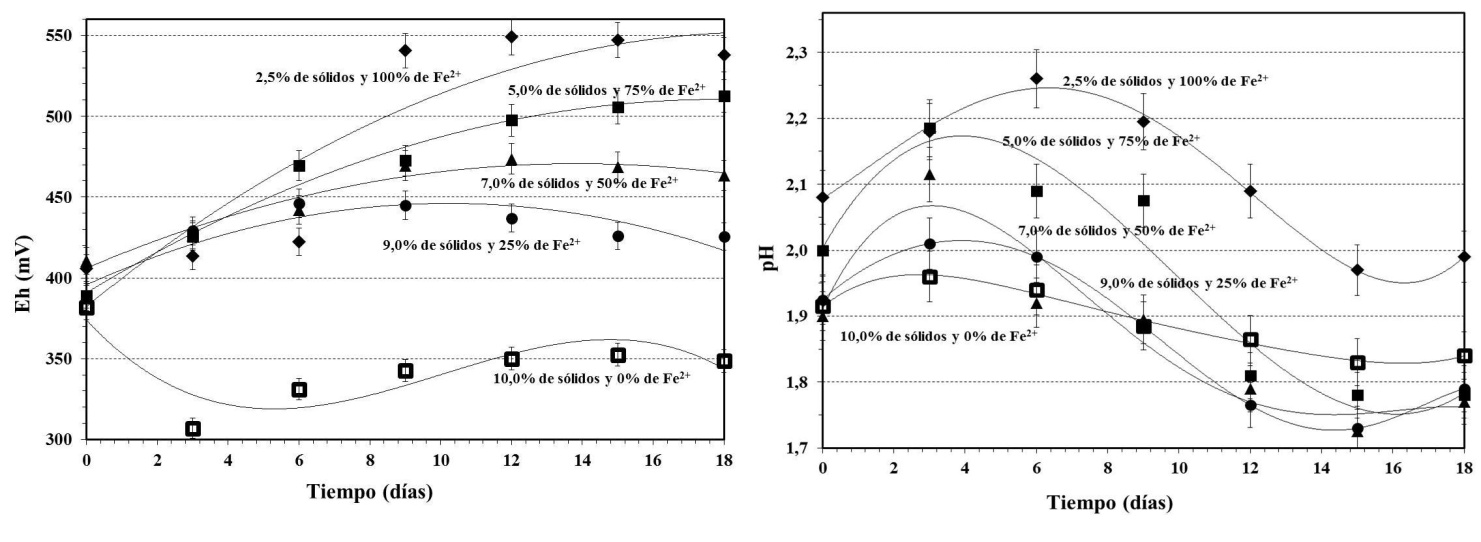 550
500
450
400
350
300
Eh (mV)
2,5% de sólidos y 100% de Fe²⁺
5,0% de sólidos y 75% de Fe²⁺
7,0% de sólidos y 50% de Fe²⁺
9,0% de sólidos y 25% de Fe²⁺
10,0% de sólidos y 0% de Fe²⁺
0 2 4 6 8 10 12 14 16 18
Tiempo (días)
2,3
2,2
2,1
2,0
1,9
1,8
1,7
pH
2,5% de sólidos y 100% de Fe²⁺
5,0% de sólidos y 75% de Fe²⁺
7,0% de sólidos y 50% de Fe²⁺
9,0% de sólidos y 25% de Fe²⁺
10,0% de sólidos y 0% de Fe²⁺
0 2 4 6 8 10 12 14 16 18
Tiempo (días)